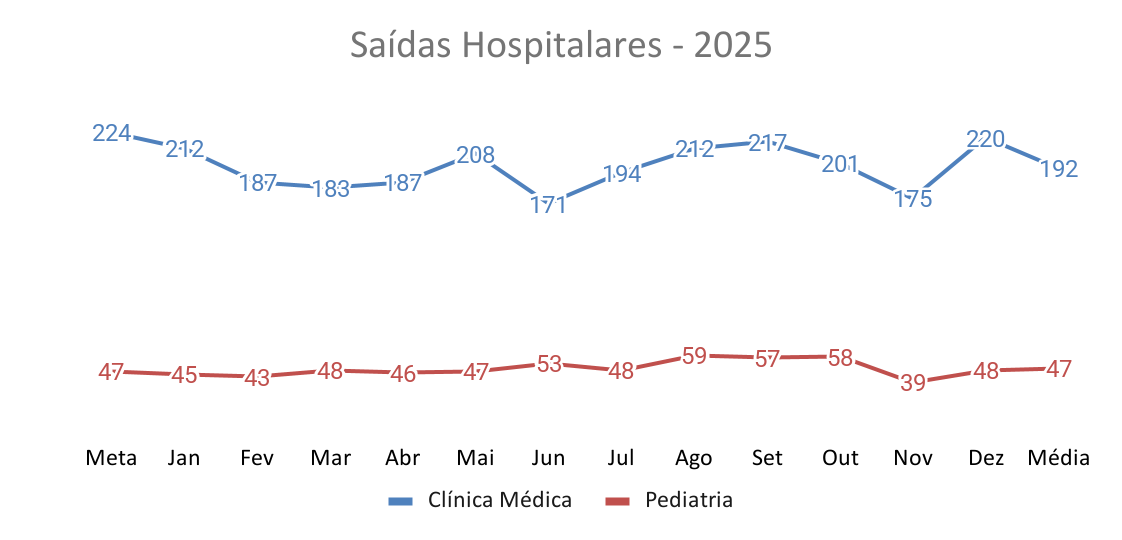 Saídas Hospitalares - 2025
224 212 187 183 187 208 171 194 212 217 201 175 220 192
47 45 43 48 46 47 53 48 59 57 58 39 48 47
Meta Jan Fev Mar Abr Mai Jun Jul Ago Set Out Nov Dez Média
Clínica Médica Pediatria